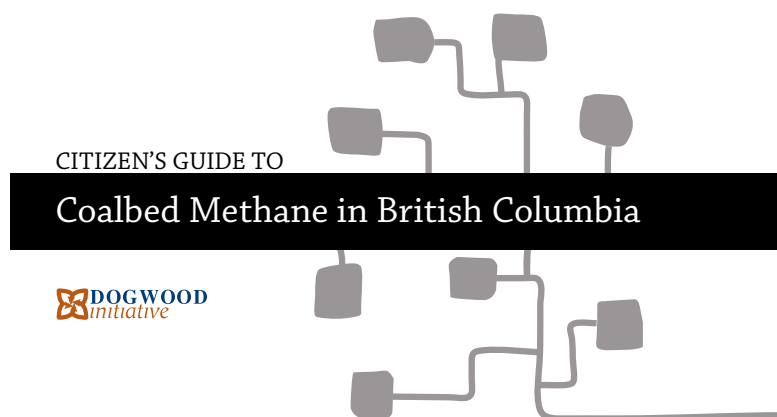 CITIZEN’S GUIDE TO
Coalbed Methane in British Columbia
DOGWOOD
initiative